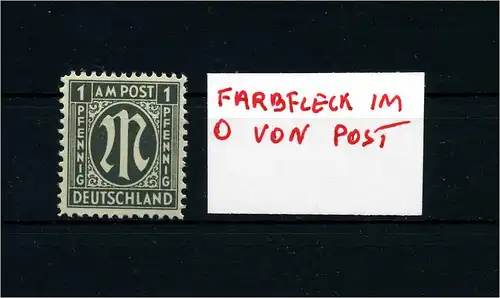 1 AM POST 1
PFENNIG M PFENNIG
DEUTSCHLAND
FARBFLECK IM
O VON POST